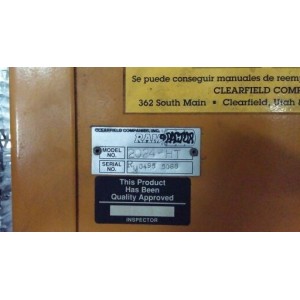 Se puede conseguir manuales de reem
CLEARFIELD COMP
362 South Main • Clearfield, Utah 8
CLEARFIELD COMPANIES, INC.
RAM
MODEL NO.
SERIAL NO.
This Product
Has Been
Quality Approved
INSPECTOR